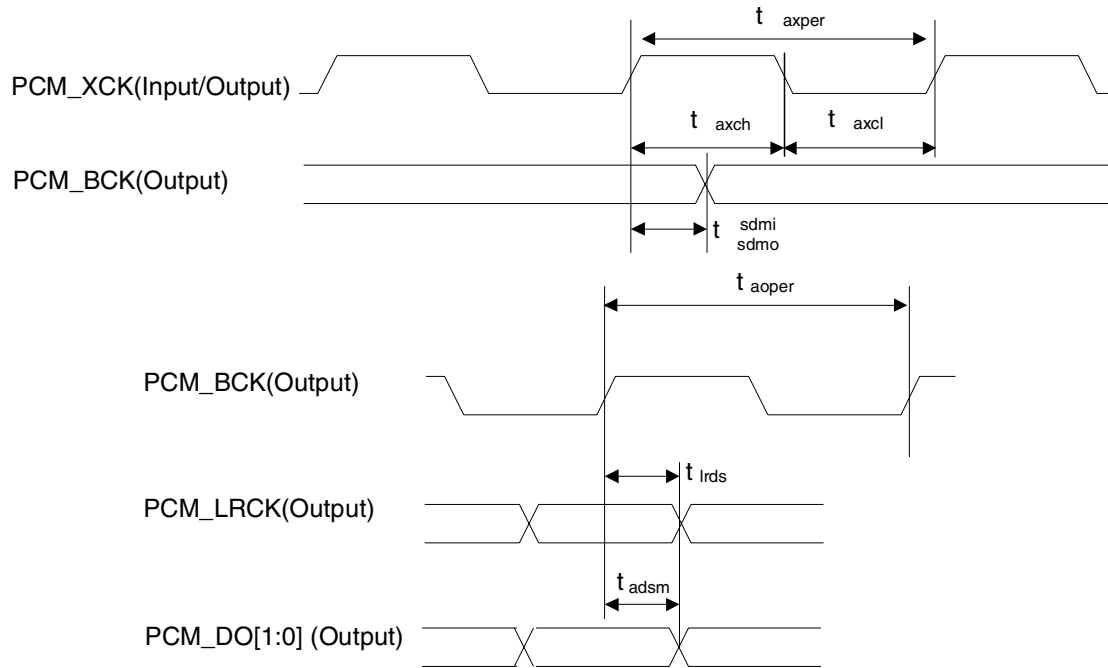 t axper
PCM_XCK(Input/Output)
t axch
t axcl
PCM_BCK(Output)
t sdmi
sdmo
t aoper
PCM_BCK(Output)
t lrds
PCM_LRCK(Output)
t adsm
PCM_DO[1:0] (Output)